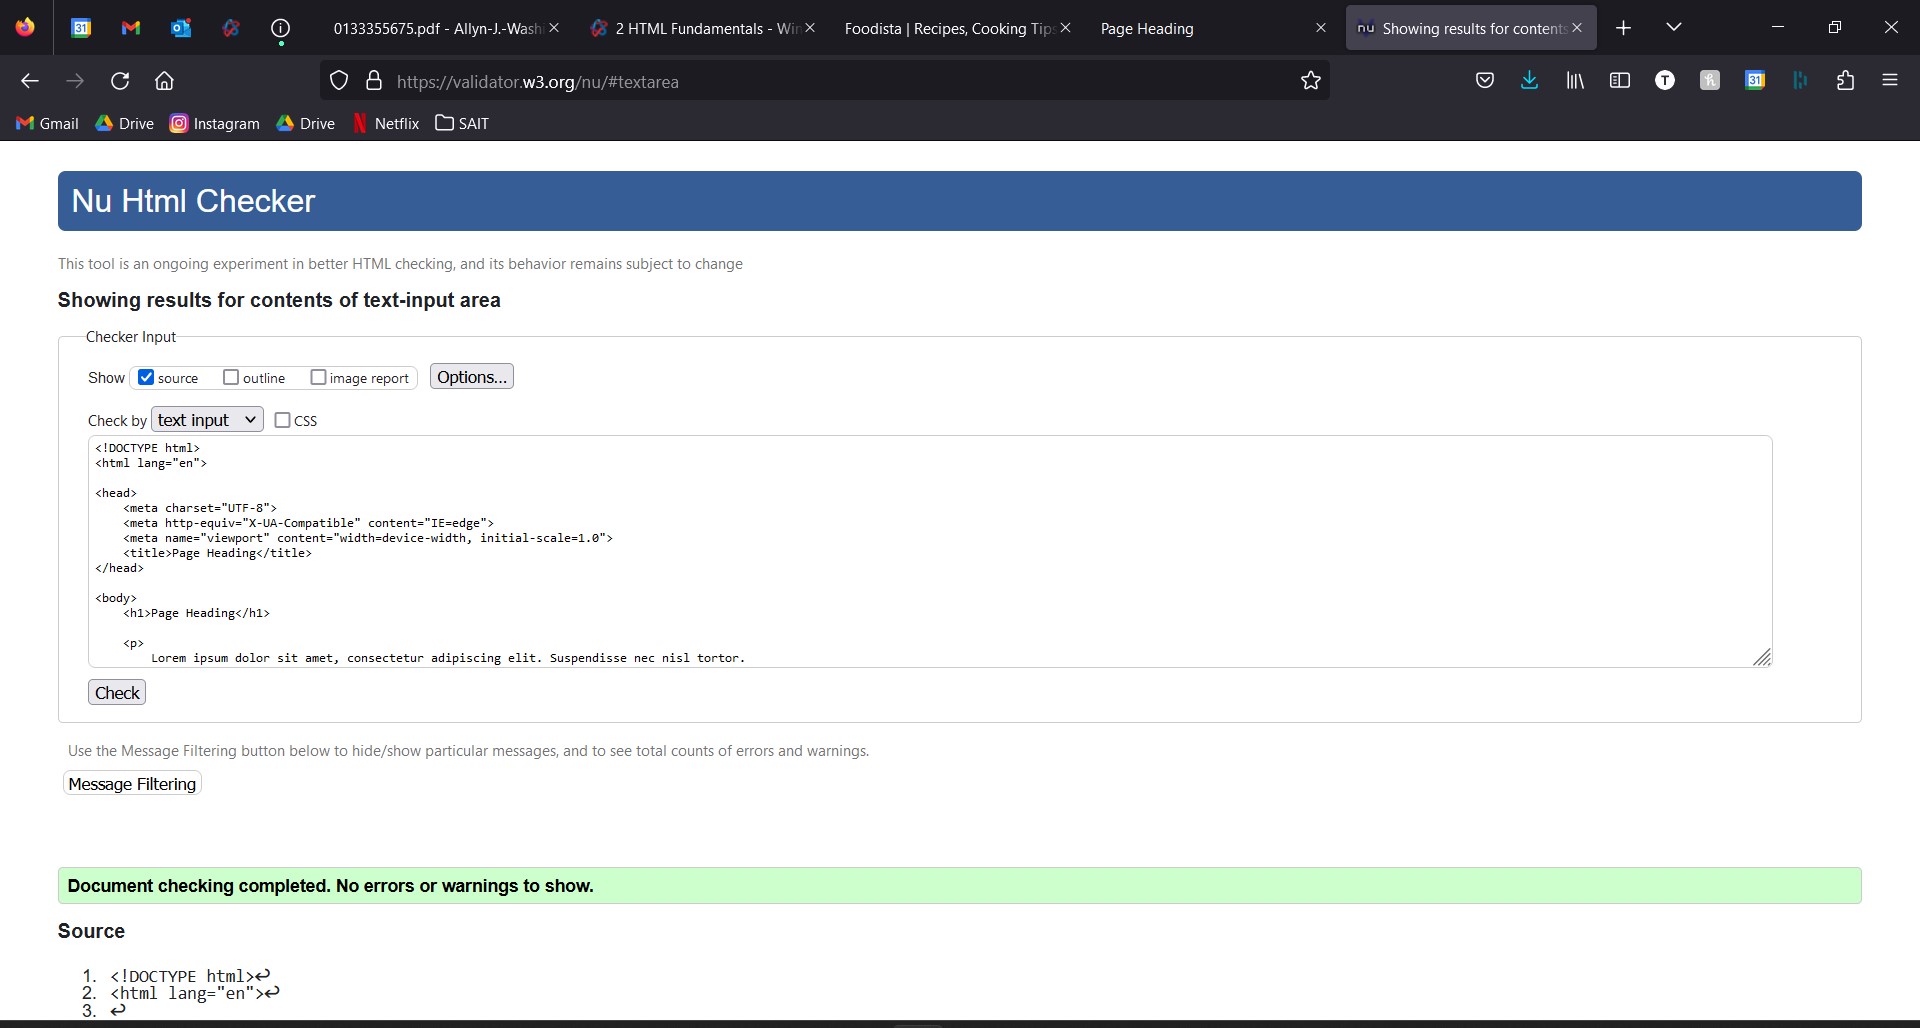 0133355675.pdf - Allyn-J.-Wash
2 HTML Fundamentals - Win
Foodista | Recipes, Cooking Tips
Page Heading
nu Showing results for contents
https://validator.w3.org/nu/#textarea
Gmail Drive Instagram Drive Netflix SAIT
Nu Html Checker
This tool is an ongoing experiment in better HTML checking, and its behavior remains subject to change
Showing results for contents of text-input area
Checker Input
Show source outline image report Options...
Check by text input CSS
<!DOCTYPE html>
<html lang="en">
<head>
<meta charset="UTF-8">
<meta http-equiv="X-UA-Compatible" content="IE=edge">
<meta name="viewport" content="width=device-width, initial-scale=1.0">
<title>Page Heading</title>
</head>
<body>
<h1>Page Heading</h1>
<p>
Lorem ipsum dolor sit amet, consectetur adipiscing elit. Suspendisse nec nisl tortor.
Check
Use the Message Filtering button below to hide/show particular messages, and to see total counts of errors and warnings.
Message Filtering
Document checking completed. No errors or warnings to show.
Source
1. <!DOCTYPE html>↩
2. <html lang="en">↩
3. ↩